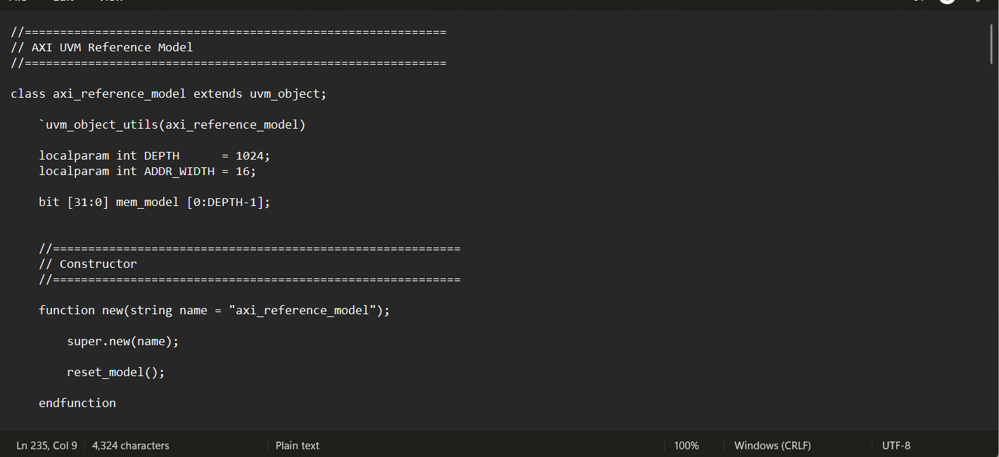 //============================================================
// AXI UVM Reference Model
//============================================================
class axi_reference_model extends uvm_object;
    `uvm_object_utils(axi_reference_model)
    localparam int DEPTH      = 1024;
    localparam int ADDR_WIDTH = 16;
    bit [31:0] mem_model [0:DEPTH-1];
    //==========================================================
    // Constructor
    //==========================================================
    function new(string name = "axi_reference_model");
        super.new(name);
        reset_model();
    endfunction
Ln 235, Col 9 4,324 characters Plain text 100% Windows (CRLF) UTF-8